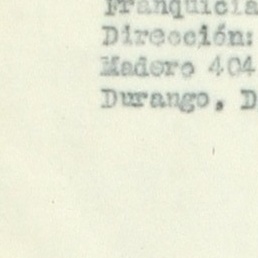 Franquicia
Dirección:
Madero 404
Durango, D